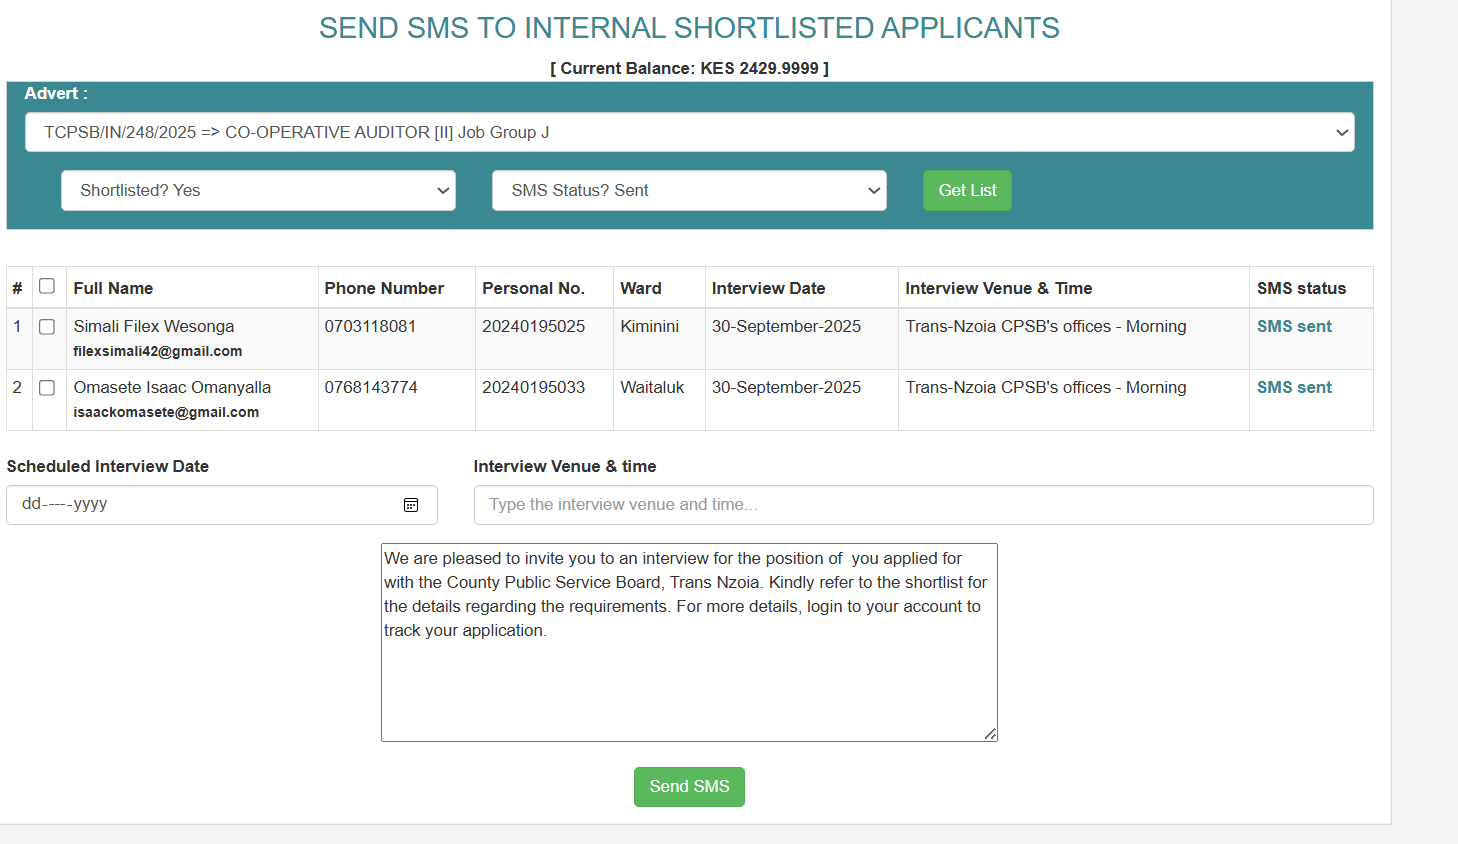 SEND SMS TO INTERNAL SHORTLISTED APPLICANTS
[ Current Balance: KES 2429.9999 ]
Advert :
TCPSB/IN/248/2025 => CO-OPERATIVE AUDITOR [II] Job Group J
Shortlisted? Yes SMS Status? Sent Get List
# Full Name Phone Number Personal No. Ward Interview Date Interview Venue & Time SMS status
1 Simali Filex Wesonga 0703118081 20240195025 Kiminini 30-September-2025 Trans-Nzoia CPSB's offices - Morning SMS sent
filexsimali42@gmail.com
2 Omasete Isaac Omanyalla 0768143774 20240195033 Waitaluk 30-September-2025 Trans-Nzoia CPSB's offices - Morning SMS sent
isaackomasete@gmail.com
Scheduled Interview Date Interview Venue & time
dd-----yyyy Type the interview venue and time...
We are pleased to invite you to an interview for the position of  you applied for
with the County Public Service Board, Trans Nzoia. Kindly refer to the shortlist for
the details regarding the requirements. For more details, login to your account to
track your application.
Send SMS